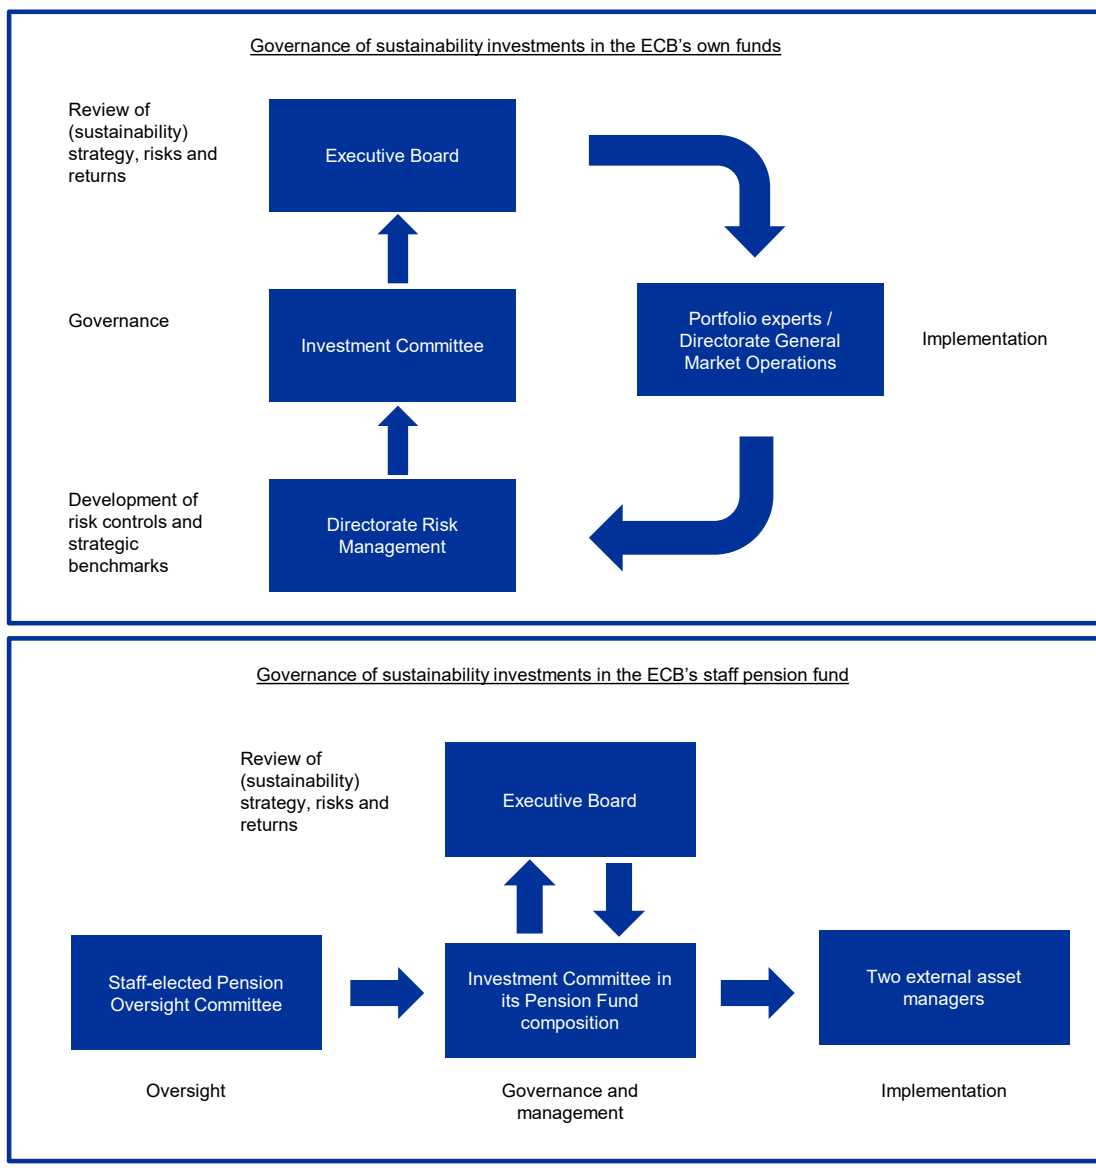 Governance of sustainability investments in the ECB’s own funds
Review of
(sustainability)
strategy, risks and
returns
Executive Board
Governance
Investment Committee
Portfolio experts /
Directorate General
Market Operations
Implementation
Development of
risk controls and
strategic
benchmarks
Directorate Risk
Management
Governance of sustainability investments in the ECB’s staff pension fund
Review of
(sustainability)
strategy, risks and
returns
Executive Board
Staff-elected Pension
Oversight Committee
Investment Committee in
its Pension Fund
composition
Two external asset
managers
Oversight
Governance and
management
Implementation